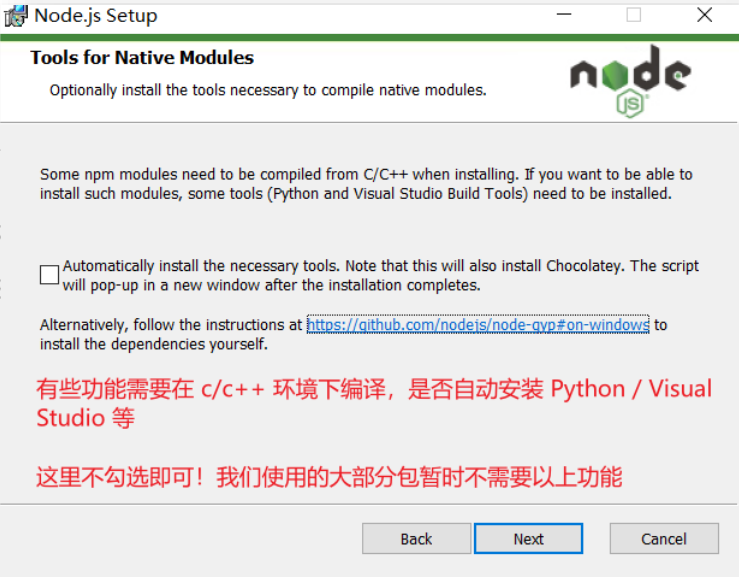 Node.js Setup
Tools for Native Modules
Optionally install the tools necessary to compile native modules.
node
JS
Some npm modules need to be compiled from C/C++ when installing. If you want to be able to
install such modules, some tools (Python and Visual Studio Build Tools) need to be installed.
Automatically install the necessary tools. Note that this will also install Chocolatey. The script
will pop-up in a new window after the installation completes.
Alternatively, follow the instructions at https://github.com/nodejs/node-gyp#on-windows to
install the dependencies yourself.
有些功能需要在 c/c++ 环境下编译，是否自动安装 Python / Visual
Studio 等
这里不勾选即可！我们使用的大部分包暂时不需要以上功能
Back
Next
Cancel